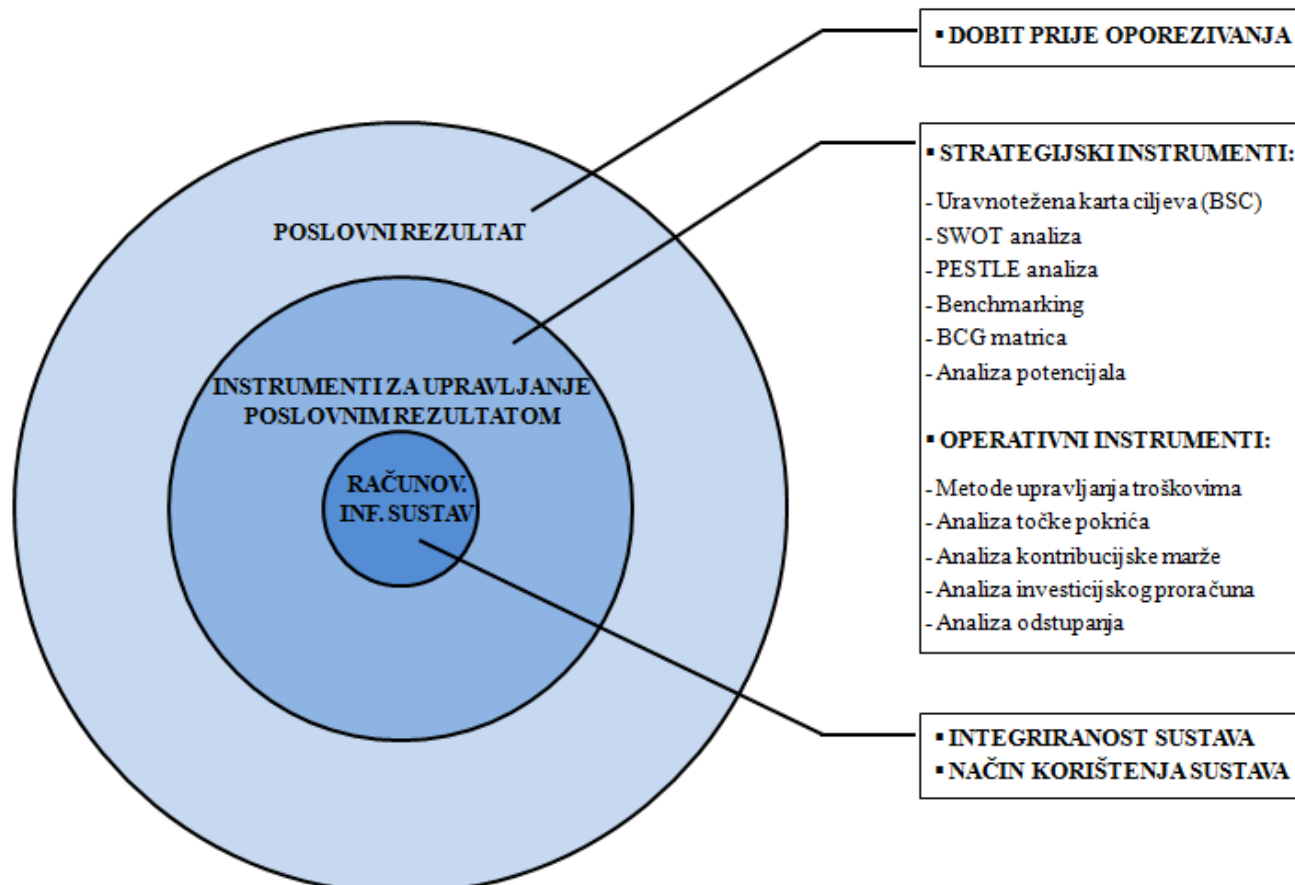 ▪ DOBIT PRIJE OPOREZIVANJA
POSLOVNI REZULTAT
▪ STRATEGIJSKI INSTRUMENTI:
- Uravnotežena karta ciljeva (BSC)
- SWOT analiza
- PESTLE analiza
- Benchmarking
- BCG matrica
- Analiza potencijala
▪ OPERATIVNI INSTRUMENTI:
- Metode upravljanja troškovima
- Analiza točke pokrića
- Analiza kontribucijske marže
- Analiza investicijskog proračuna
- Analiza odstupanja
INSTRUMENTI ZA UPRAVLJANJE
POSLOVNIM REZULTATOM
RAČUNOV.
INF. SUSTAV
▪ INTEGRIRANOST SUSTAVA
▪ NAČIN KORIŠTENJA SUSTAVA